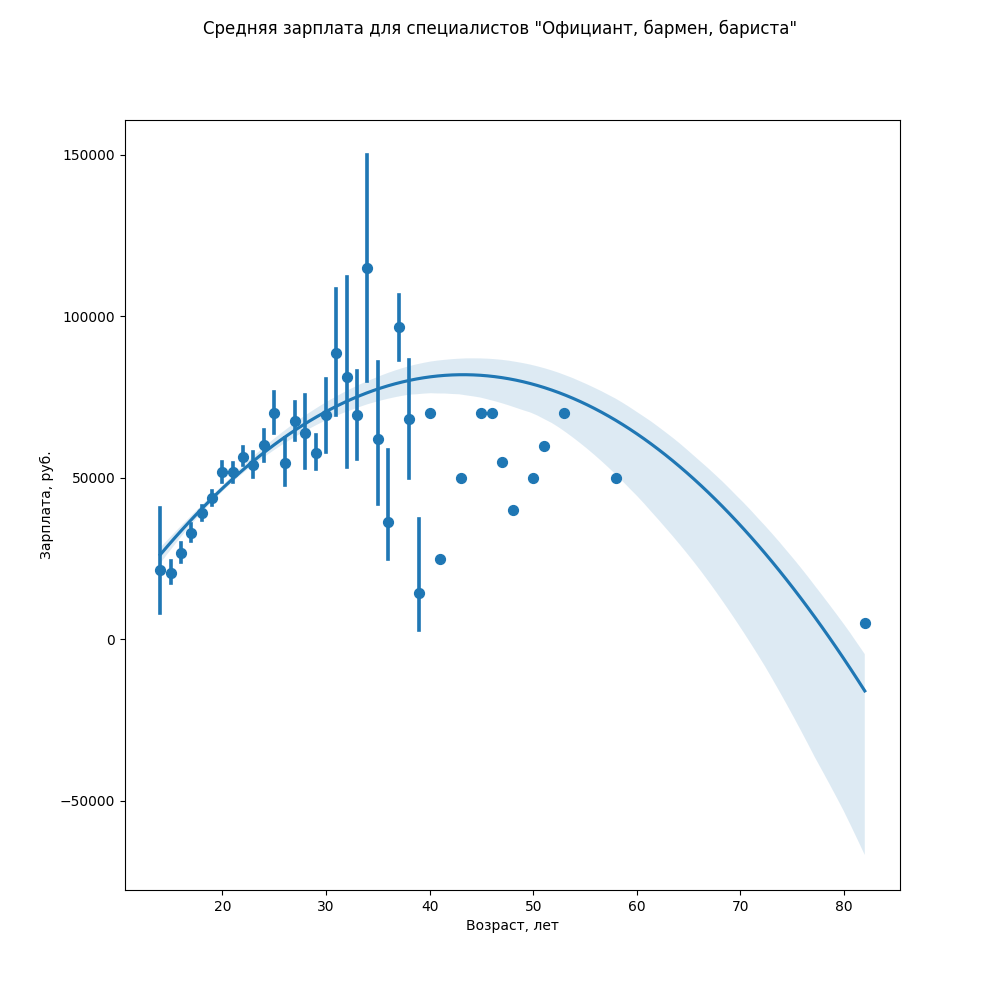 Средняя зарплата для специалистов "Официант, бармен, бариста"
150000
100000
50000
0
−50000
Зарплата, руб.
20 30 40 50 60 70 80
Возраст, лет